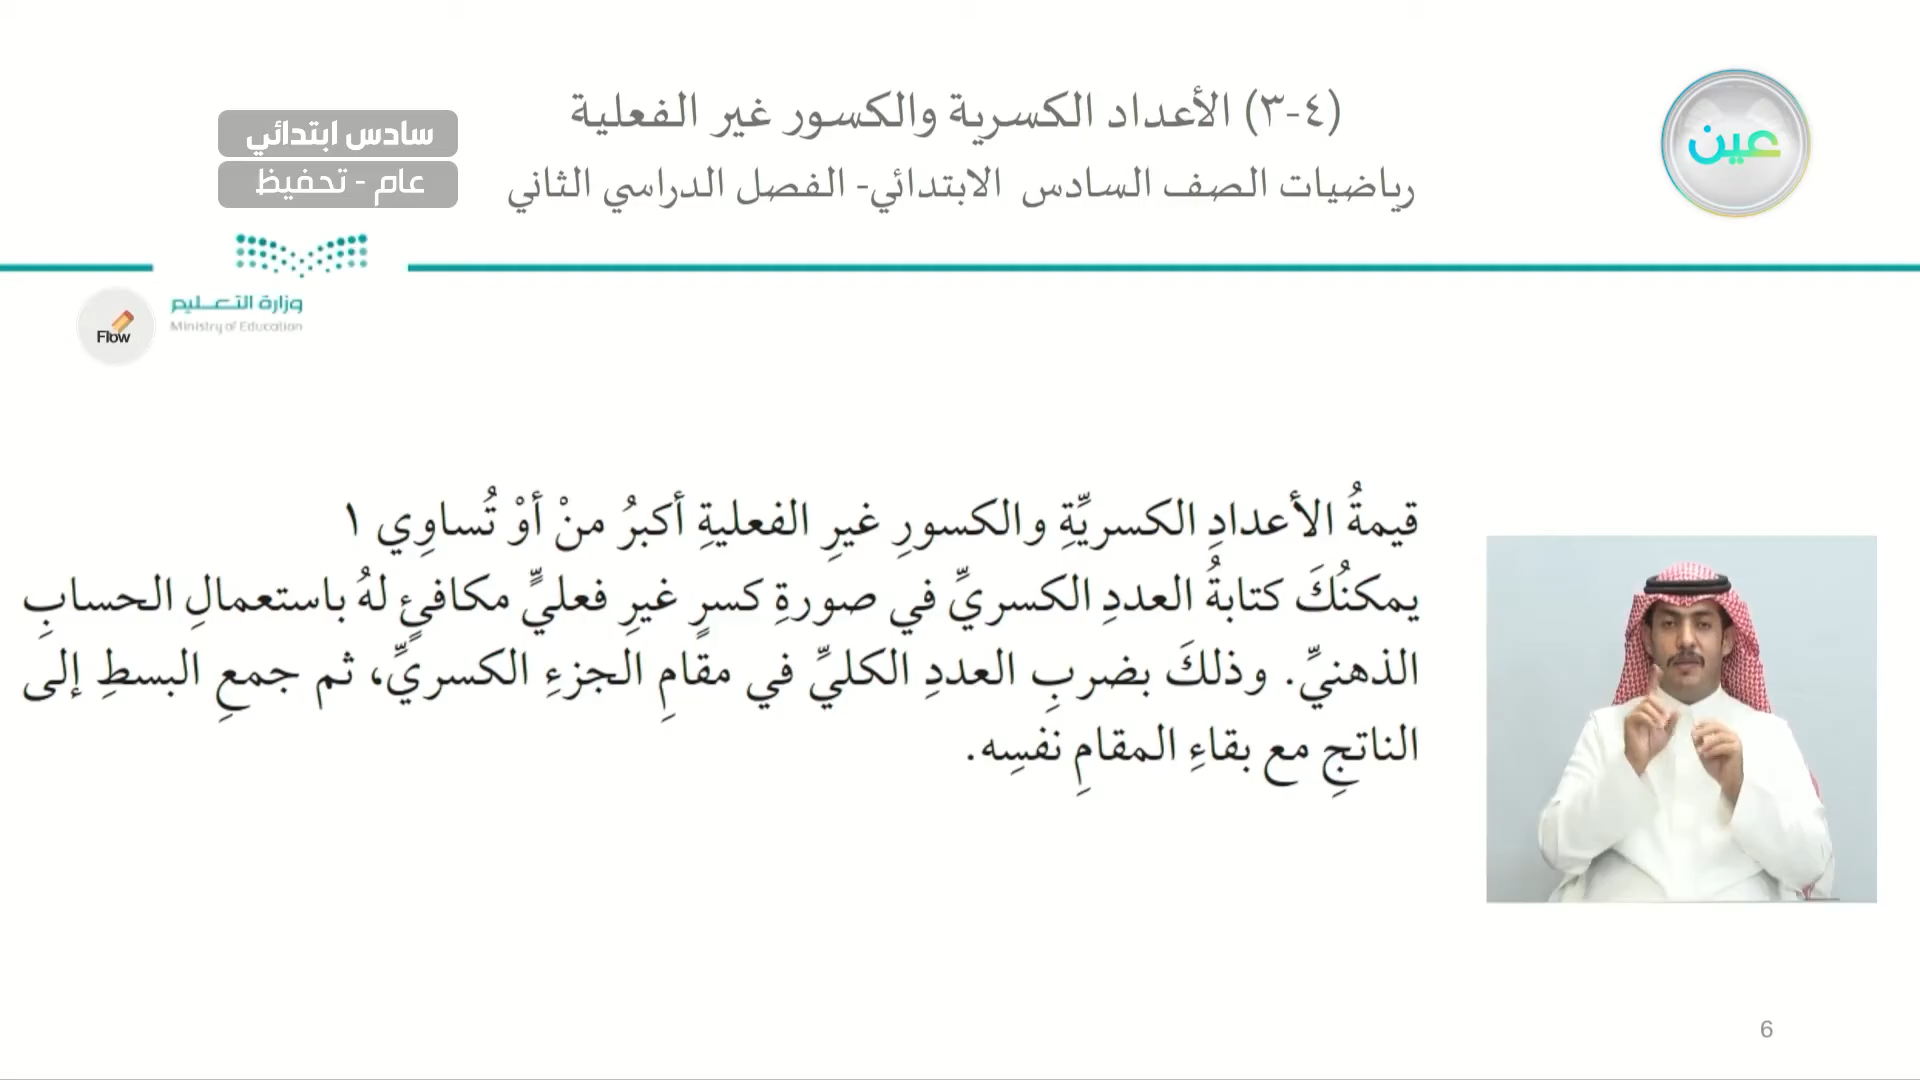 (٤-٣) الأعداد الكسرية والكسور غير الفعلية
رياضيات الصف السادس الابتدائي- الفصل الدراسي الثاني
سادس ابتدائي
عام - تحفيظ
عين
وزارة التعليم
Ministry of Education
Flow
قيمةُ الأعدادِ الكسريِّةِ والكسورِ غيرِ الفعليةِ أكبرُ منْ أوْ تُساوِي ١
يمكنُكَ كتابةُ العددِ الكسريِّ في صورةِ كسرٍ غيرِ فعليٍّ مكافئٍ لهُ باستعمالِ الحسابِ
الذهنيِّ. وذلكَ بضربِ العددِ الكليِّ في مقامِ الجزءِ الكسريِّ، ثم جمعِ البسطِ إلى
الناتجِ مع بقاءِ المقامِ نفسِه.
6